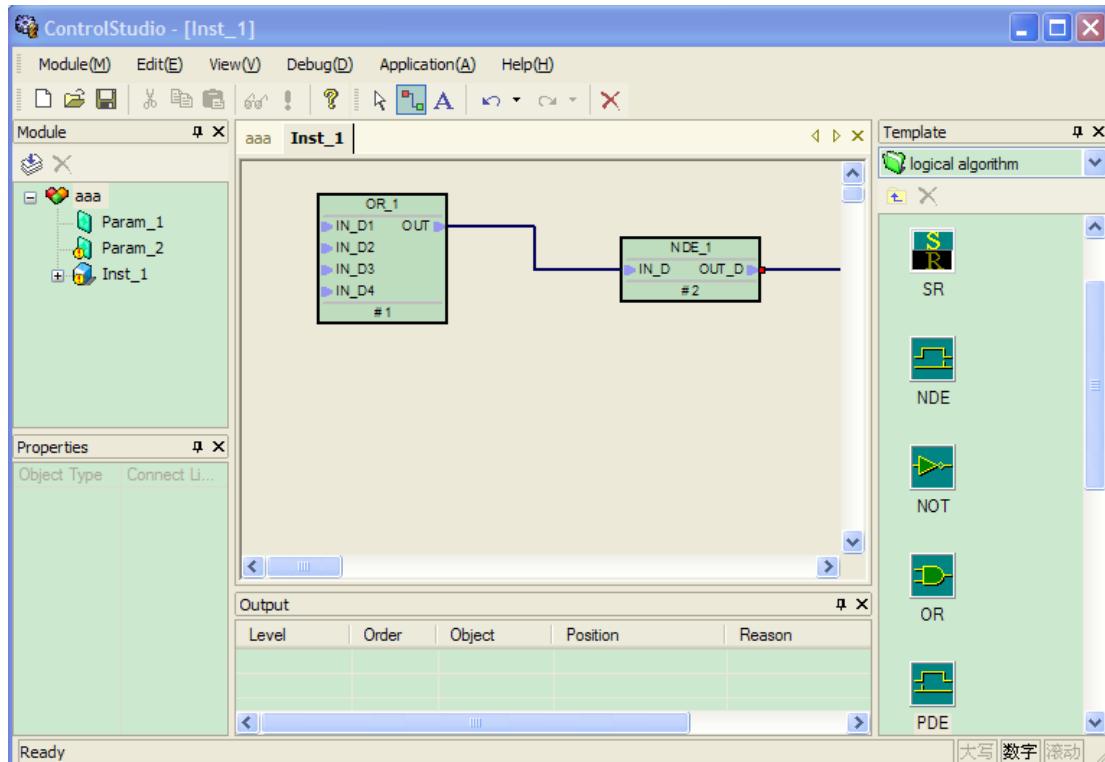 ControlStudio - [Inst_1]
Module(M) Edit(E) View(V) Debug(D) Application(A) Help(H)
Module
aaa
Param_1
Param_2
Inst_1
Properties
Object Type Connect Li...
aaa Inst_1
OR_1
IN_D1 OUT
IN_D2
IN_D3
IN_D4
#1
NDE_1
IN_D OUT_D
#2
Output
Level Order Object Position Reason
Template
logical algorithm
S
R
SR
NDE
NOT
OR
PDE
Ready
大写 数字 滚动